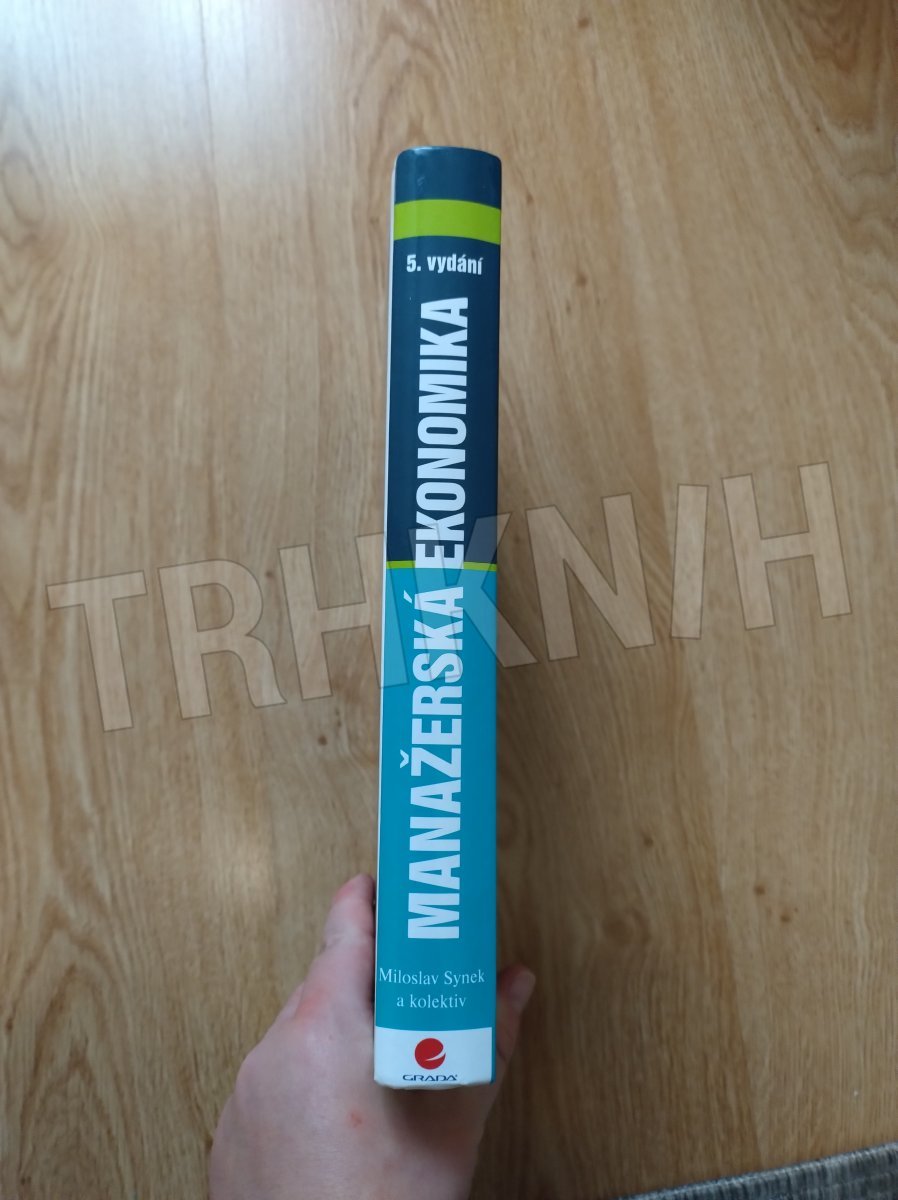 5. vydání
MANAŽERSKÁ EKONOMIKA
Miloslav Synek
a kolektiv
GRADA
TRHKNIH